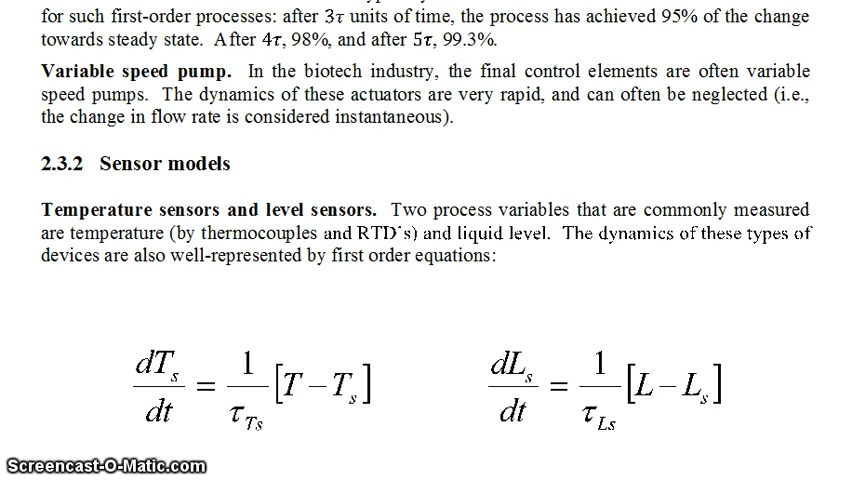 for such first-order processes: after 3τ units of time, the process has achieved 95% of the change
towards steady state. After 4τ, 98%, and after 5τ, 99.3%.
Variable speed pump. In the biotech industry, the final control elements are often variable
speed pumps. The dynamics of these actuators are very rapid, and can often be neglected (i.e.,
the change in flow rate is considered instantaneous).
2.3.2 Sensor models
Temperature sensors and level sensors. Two process variables that are commonly measured
are temperature (by thermocouples and RTD's) and liquid level. The dynamics of these types of
devices are also well-represented by first order equations:
dT_s/dt = 1/τ_Ts [T − T_s] dL_s/dt = 1/τ_Ls [L − L_s]
Screencast-O-Matic.com